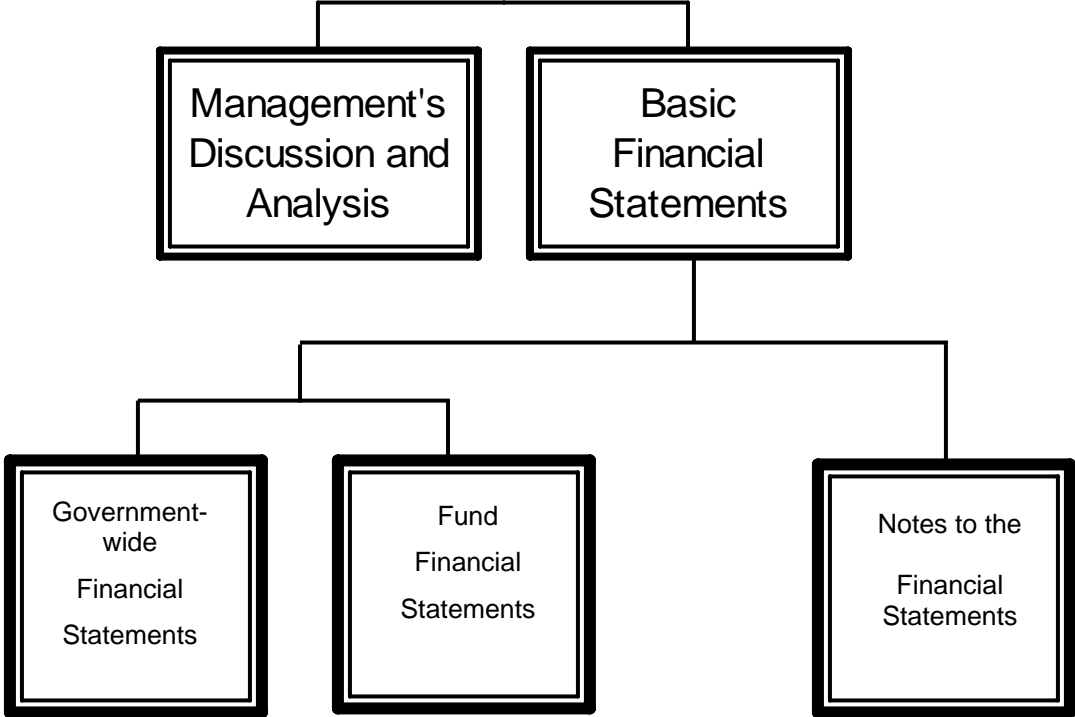 Management's
Discussion and
Analysis
Basic
Financial
Statements
Government-
wide
Financial
Statements
Fund
Financial
Statements
Notes to the
Financial
Statements